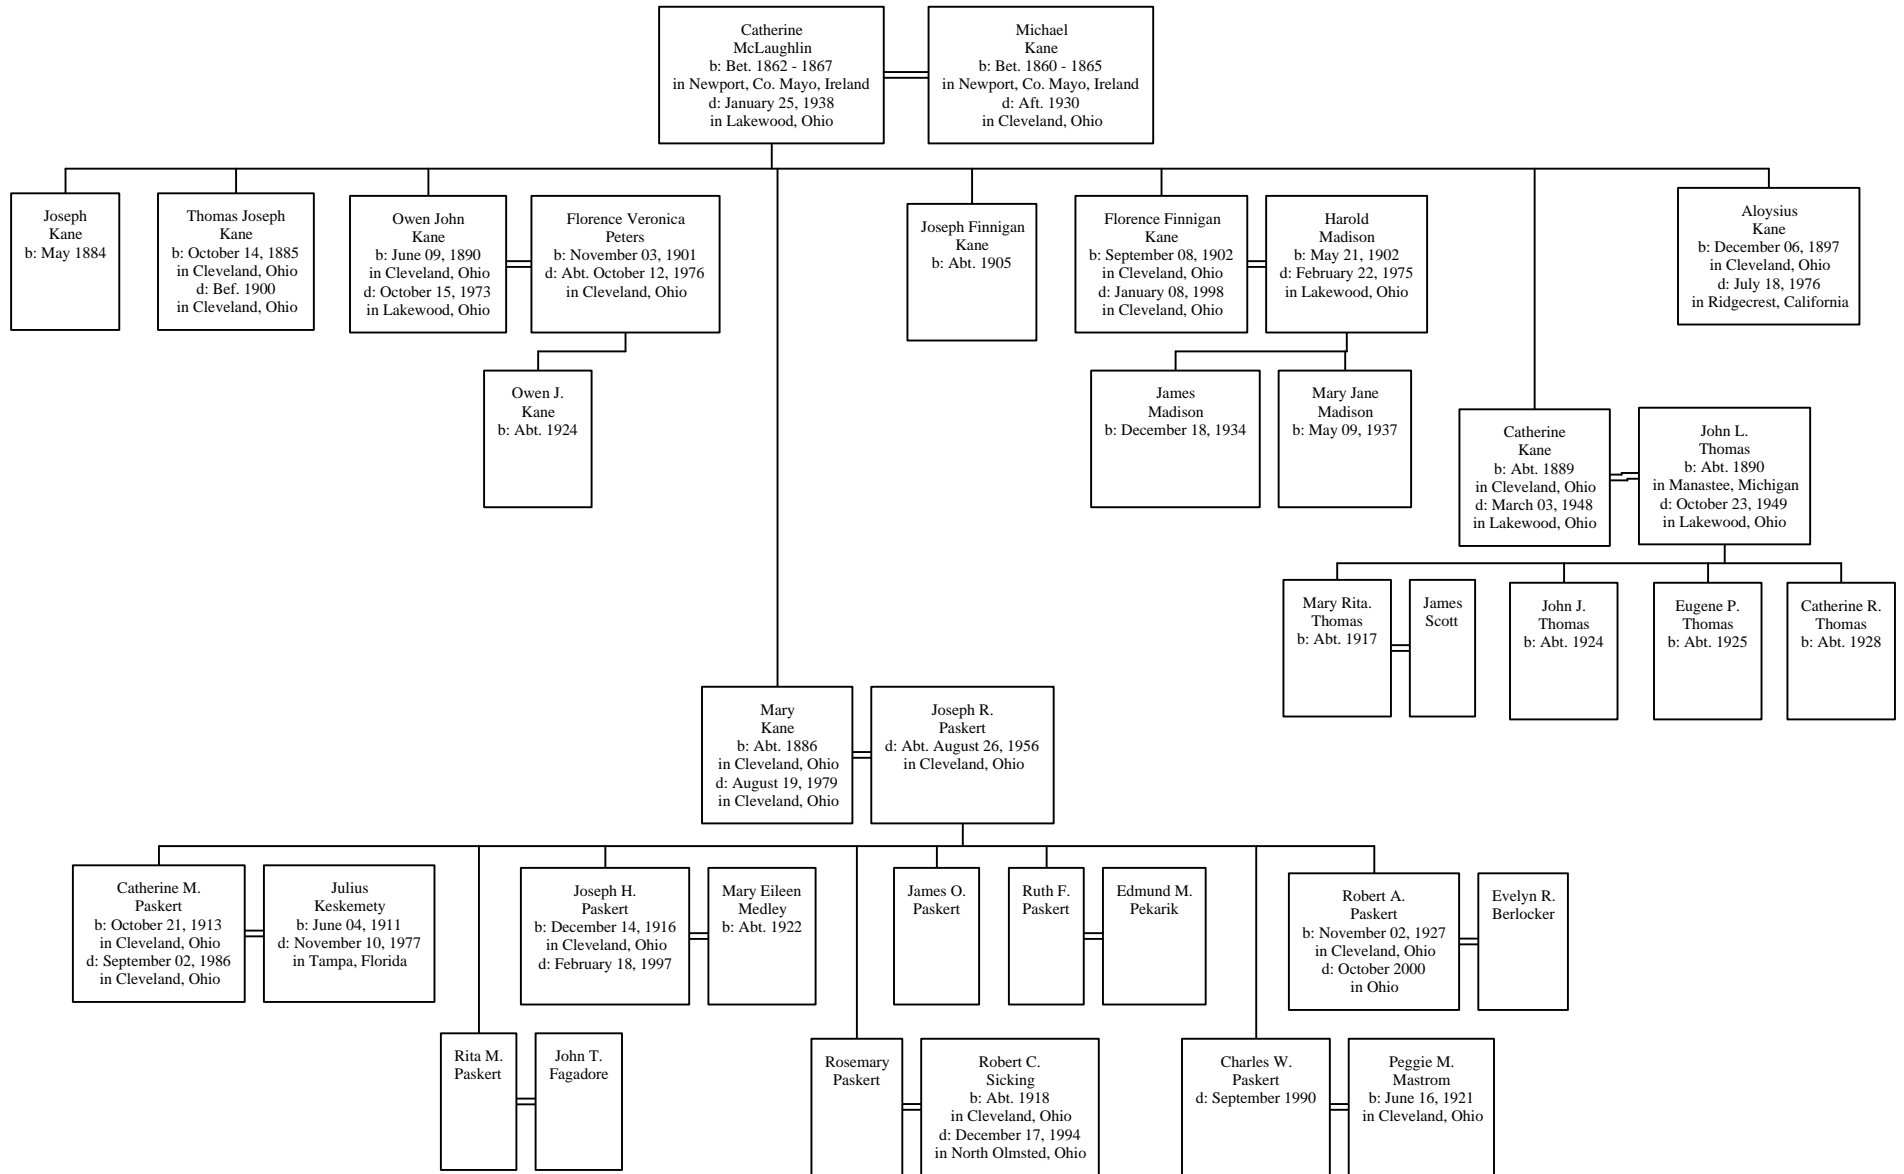 Catherine
McLaughlin
b: Bet. 1862 - 1867
in Newport, Co. Mayo, Ireland
d: January 25, 1938
in Lakewood, Ohio
Michael
Kane
b: Bet. 1860 - 1865
in Newport, Co. Mayo, Ireland
d: Aft. 1930
in Cleveland, Ohio
Joseph
Kane
b: May 1884
Thomas Joseph
Kane
b: October 14, 1885
in Cleveland, Ohio
d: Bef. 1900
in Cleveland, Ohio
Owen John
Kane
b: June 09, 1890
in Cleveland, Ohio
d: October 15, 1973
in Lakewood, Ohio
Florence Veronica
Peters
b: November 03, 1901
d: Abt. October 12, 1976
in Cleveland, Ohio
Joseph Finnigan
Kane
b: Abt. 1905
Florence Finnigan
Kane
b: September 08, 1902
in Cleveland, Ohio
d: January 08, 1998
in Cleveland, Ohio
Harold
Madison
b: May 21, 1902
d: February 22, 1975
in Lakewood, Ohio
Aloysius
Kane
b: December 06, 1897
in Cleveland, Ohio
d: July 18, 1976
in Ridgecrest, California
Owen J.
Kane
b: Abt. 1924
James
Madison
b: December 18, 1934
Mary Jane
Madison
b: May 09, 1937
Catherine
Kane
b: Abt. 1889
in Cleveland, Ohio
d: March 03, 1948
in Lakewood, Ohio
John L.
Thomas
b: Abt. 1890
in Manastee, Michigan
d: October 23, 1949
in Lakewood, Ohio
Mary Rita.
Thomas
b: Abt. 1917
James
Scott
John J.
Thomas
b: Abt. 1924
Eugene P.
Thomas
b: Abt. 1925
Catherine R.
Thomas
b: Abt. 1928
Mary
Kane
b: Abt. 1886
in Cleveland, Ohio
d: August 19, 1979
in Cleveland, Ohio
Joseph R.
Paskert
d: Abt. August 26, 1956
in Cleveland, Ohio
Catherine M.
Paskert
b: October 21, 1913
in Cleveland, Ohio
d: September 02, 1986
in Cleveland, Ohio
Julius
Keskemety
b: June 04, 1911
d: November 10, 1977
in Tampa, Florida
Joseph H.
Paskert
b: December 14, 1916
in Cleveland, Ohio
d: February 18, 1997
Mary Eileen
Medley
b: Abt. 1922
James O.
Paskert
Ruth F.
Paskert
Edmund M.
Pekarik
Robert A.
Paskert
b: November 02, 1927
in Cleveland, Ohio
d: October 2000
in Ohio
Evelyn R.
Berlocker
Rita M.
Paskert
John T.
Fagadore
Rosemary
Paskert
Robert C.
Sicking
b: Abt. 1918
in Cleveland, Ohio
d: December 17, 1994
in North Olmsted, Ohio
Charles W.
Paskert
d: September 1990
Peggie M.
Mastrom
b: June 16, 1921
in Cleveland, Ohio